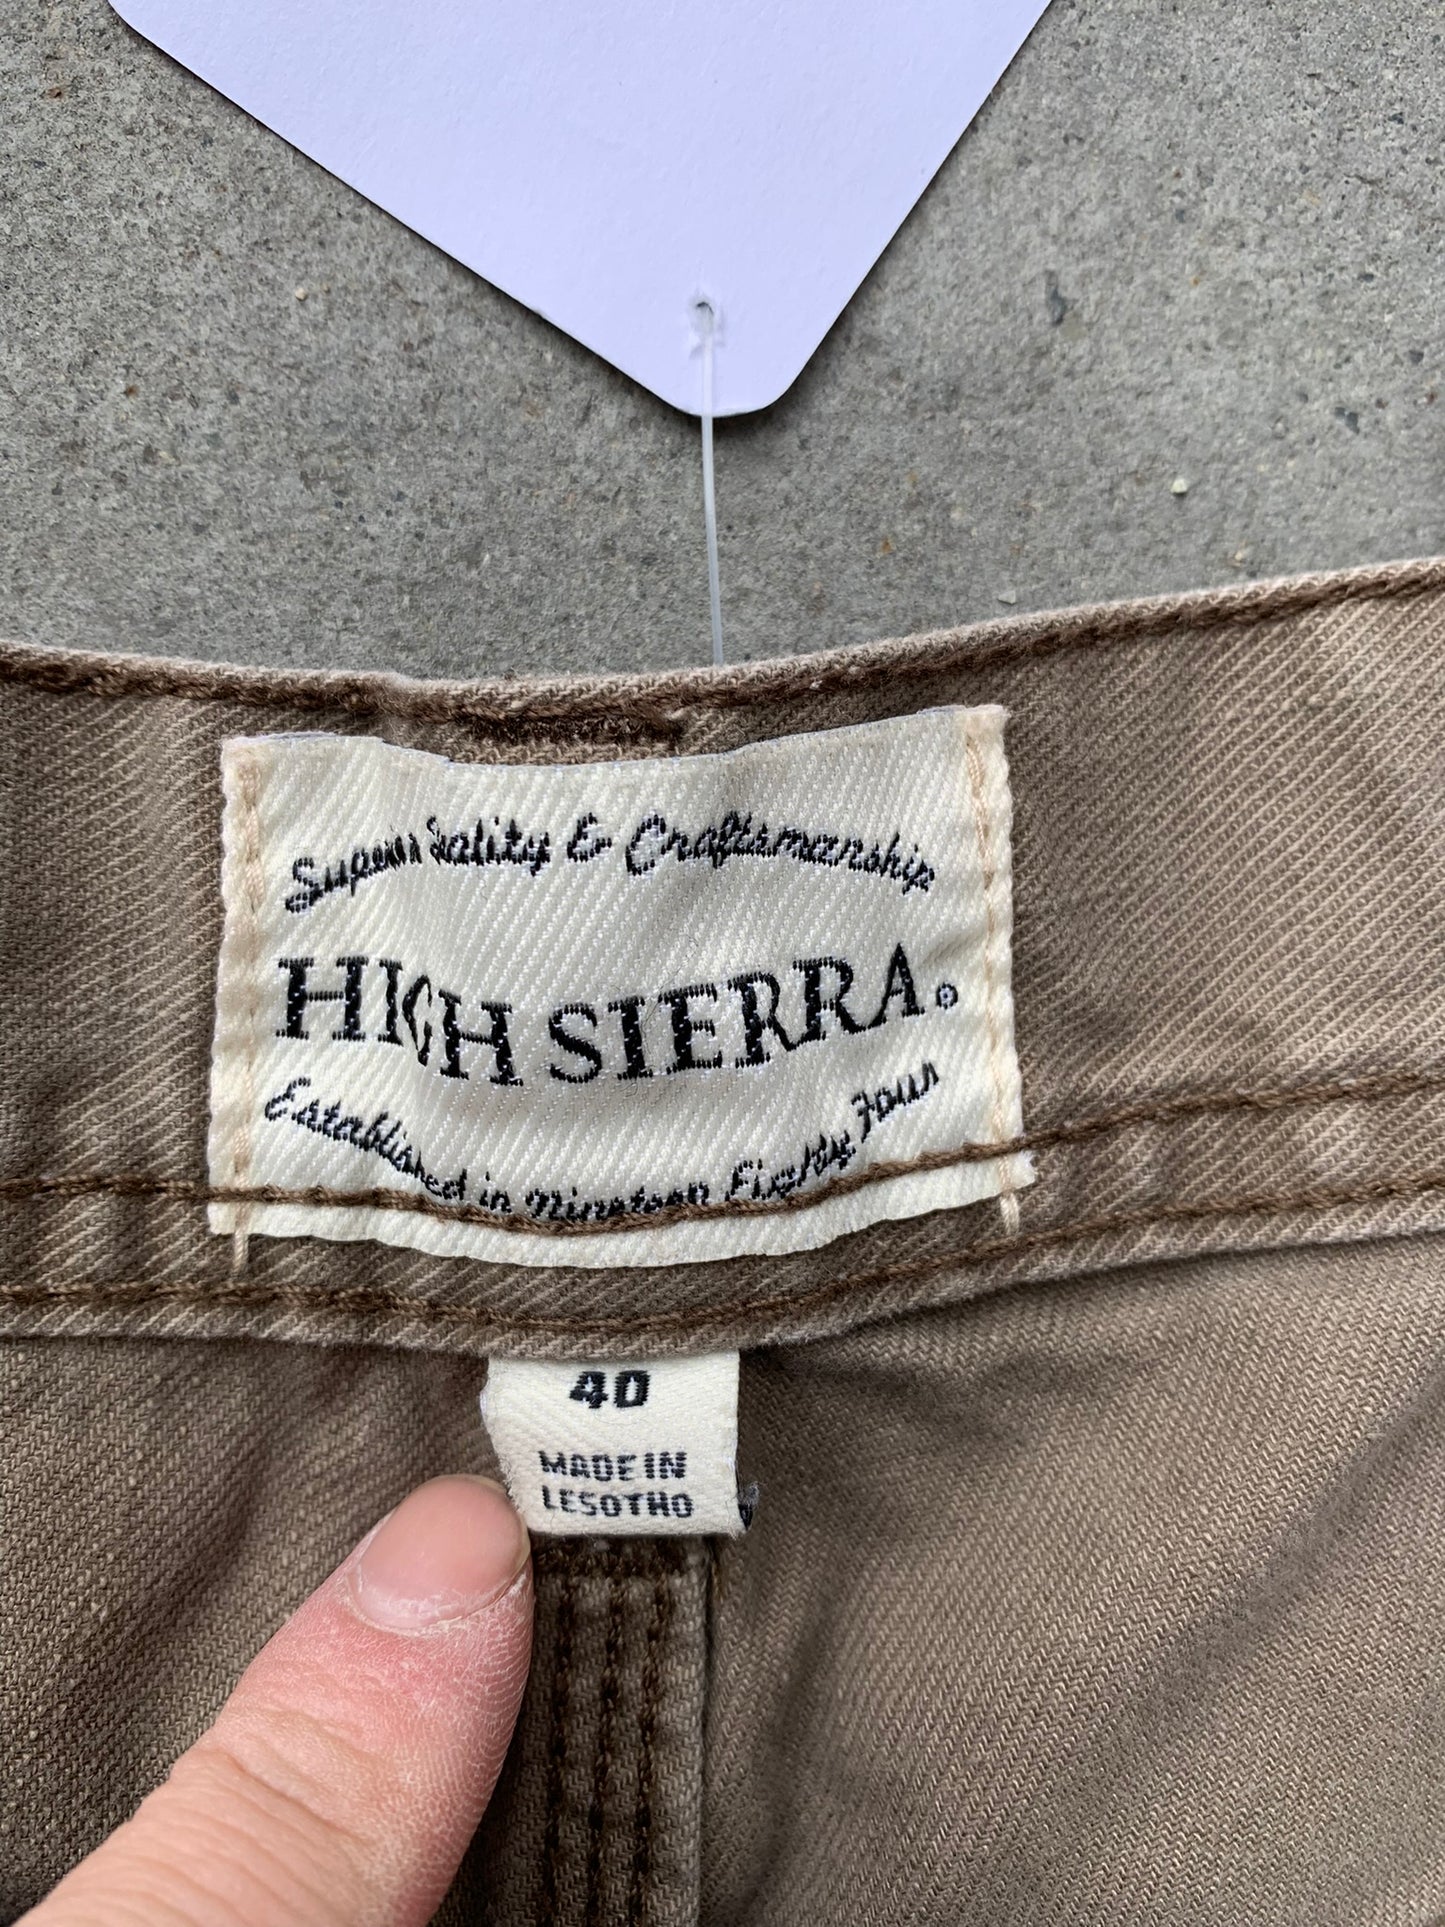 Superior Quality & Craftsmanship
HIGH SIERRA®
Established in Nineteen Eighty Four
40
MADE IN
LESOTHO